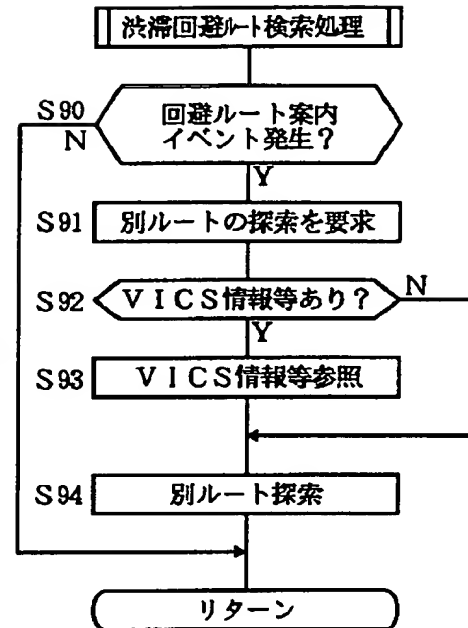 渋滞回避ルート検索処理
S90
回避ルート案内
イベント発生?
N
Y
S91
別ルートの探索を要求
S92
VICS情報等あり?
N
Y
S93
VICS情報等参照
S94
別ルート探索
リターン